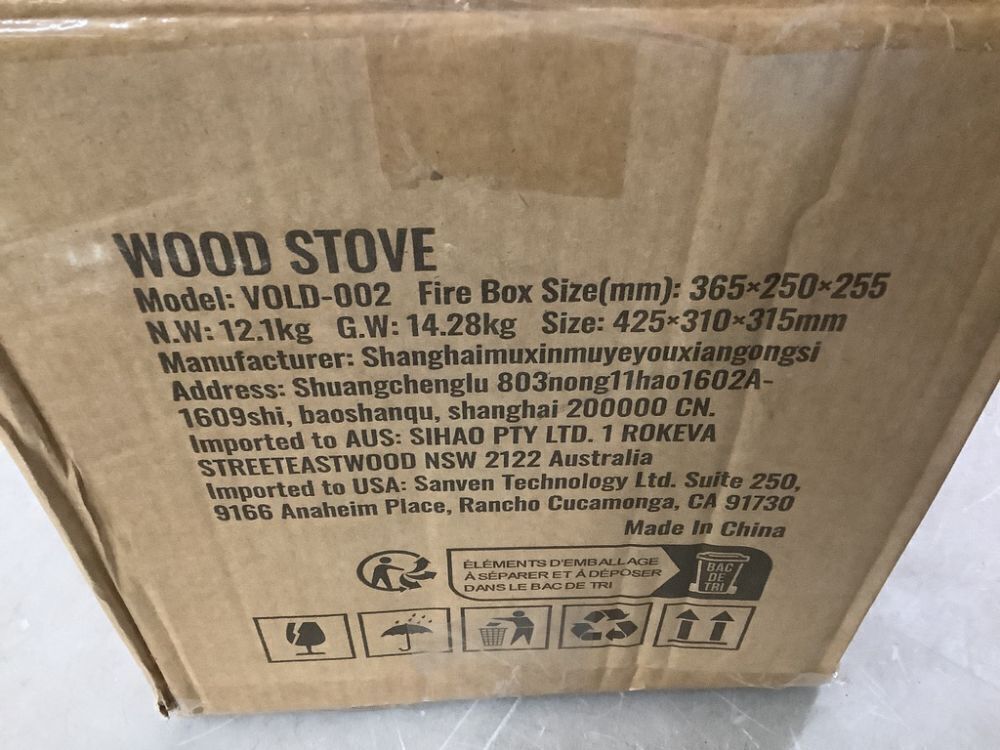 WOOD STOVE
Model: VOLD-002 Fire Box Size(mm): 365×250×255
N.W: 12.1kg G.W: 14.28kg Size: 425×310×315mm
Manufacturer: Shanghaimuxinmuyeyouxiangongsi
Address: Shuangchenglu 803nong11hao1602A-
1609shi, baoshanqu, shanghai 200000 CN.
Imported to AUS: SIHAO PTY LTD. 1 ROKEVA
STREETEASTWOOD NSW 2122 Australia
Imported to USA: Sanven Technology Ltd. Suite 250,
9166 Anaheim Place, Rancho Cucamonga, CA 91730
Made In China
ÉLÉMENTS D'EMBALLAGE
À SÉPARER ET À DÉPOSER
DANS LE BAC DE TRI
BAC
DE
TRI